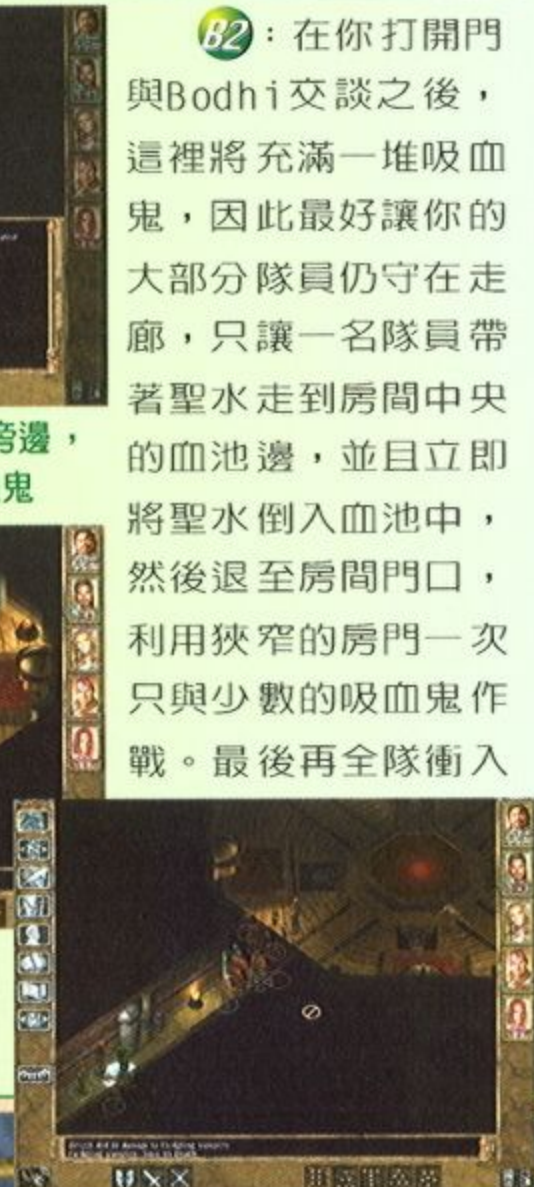 B2：在你打開門
與Bodhi交談之後，
這裡將充滿一堆吸血
鬼，因此最好讓你的
大部分隊員仍守在走
廊，只讓一名隊員帶
著聖水走到房間中央
的血池邊，並且立即
將聖水倒入血池中，
然後退至房間門口，
利用狹窄的房門一次
只與少數的吸血鬼作
戰。最後再全隊衝入
旁邊，
鬼